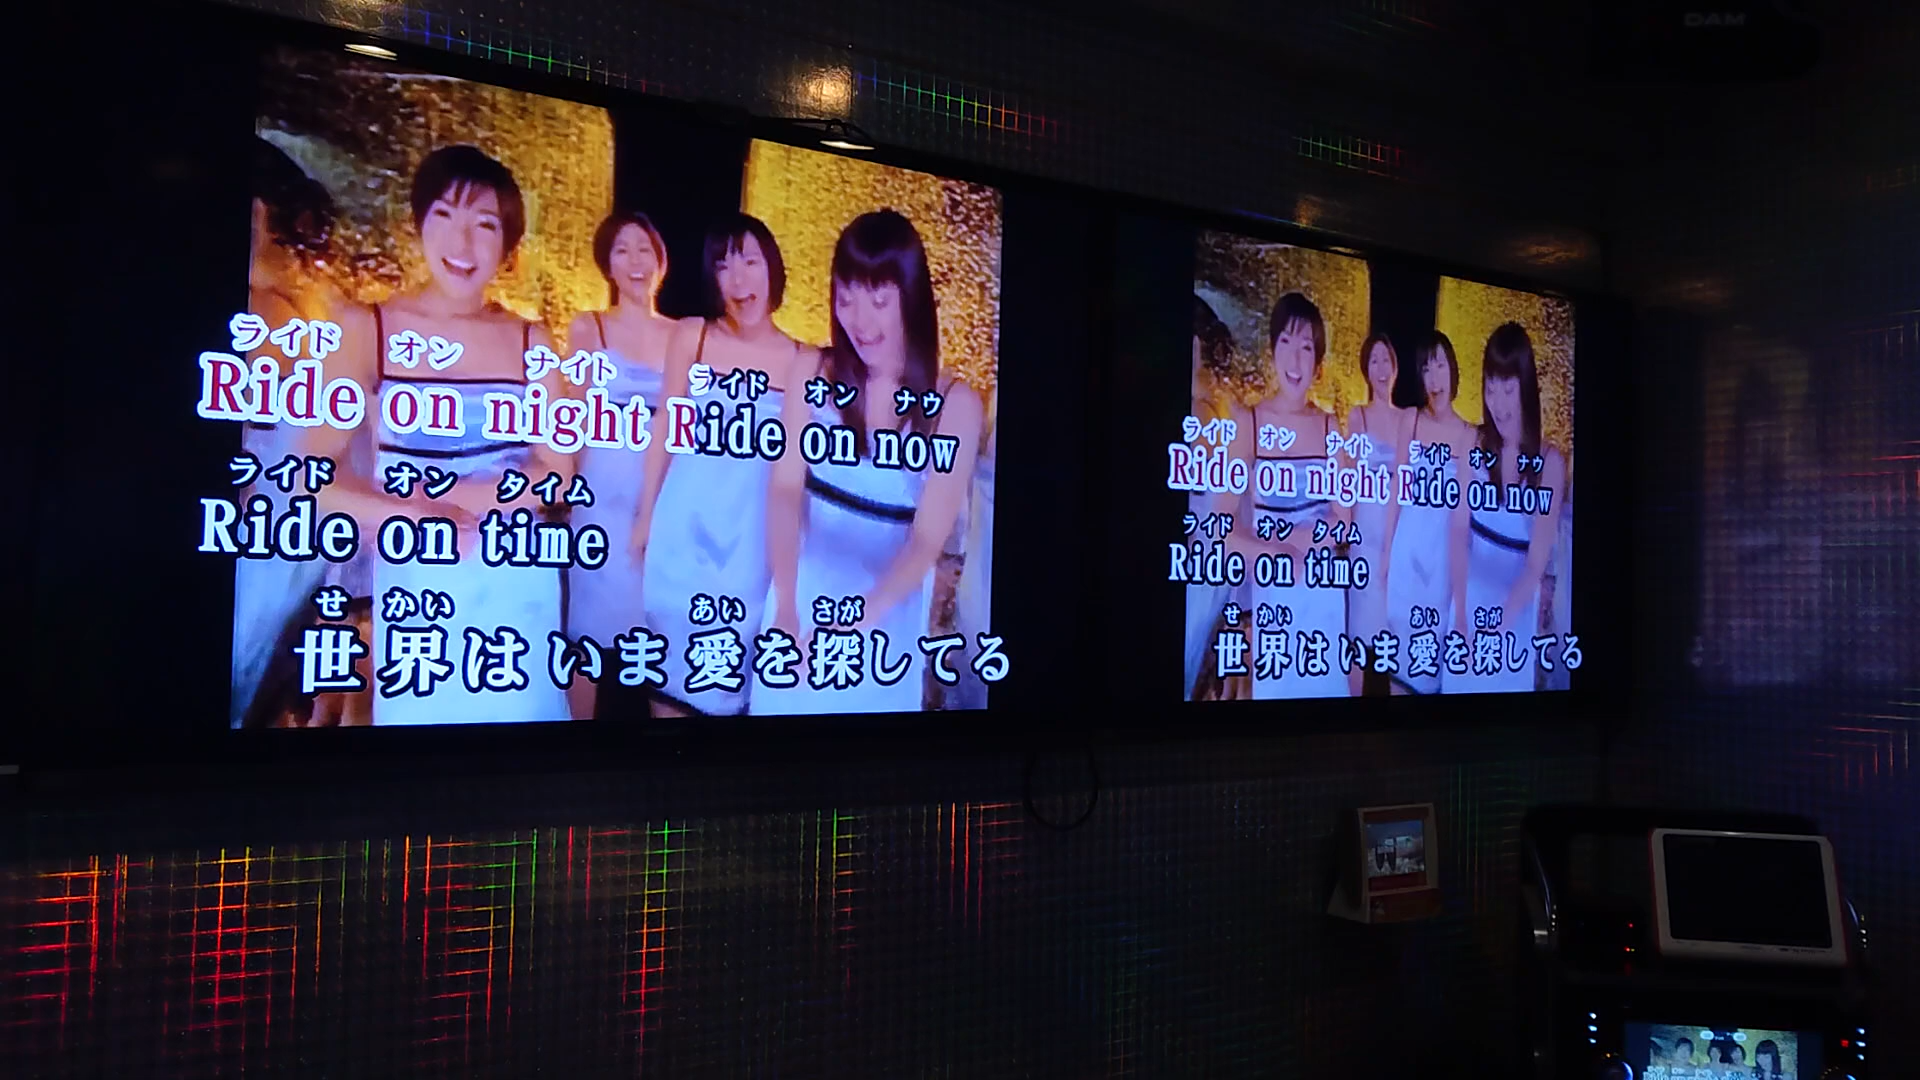 DAM
ライド オン ナイト ライド オン ナウ
Ride on night Ride on now
ライド オン タイム
Ride on time
せ かい あい さが
世界はいま愛を探してる
ライド オン ナイト ライド オン ナウ
Ride on night Ride on now
ライド オン タイム
Ride on time
せ かい あい さが
世界はいま愛を探してる